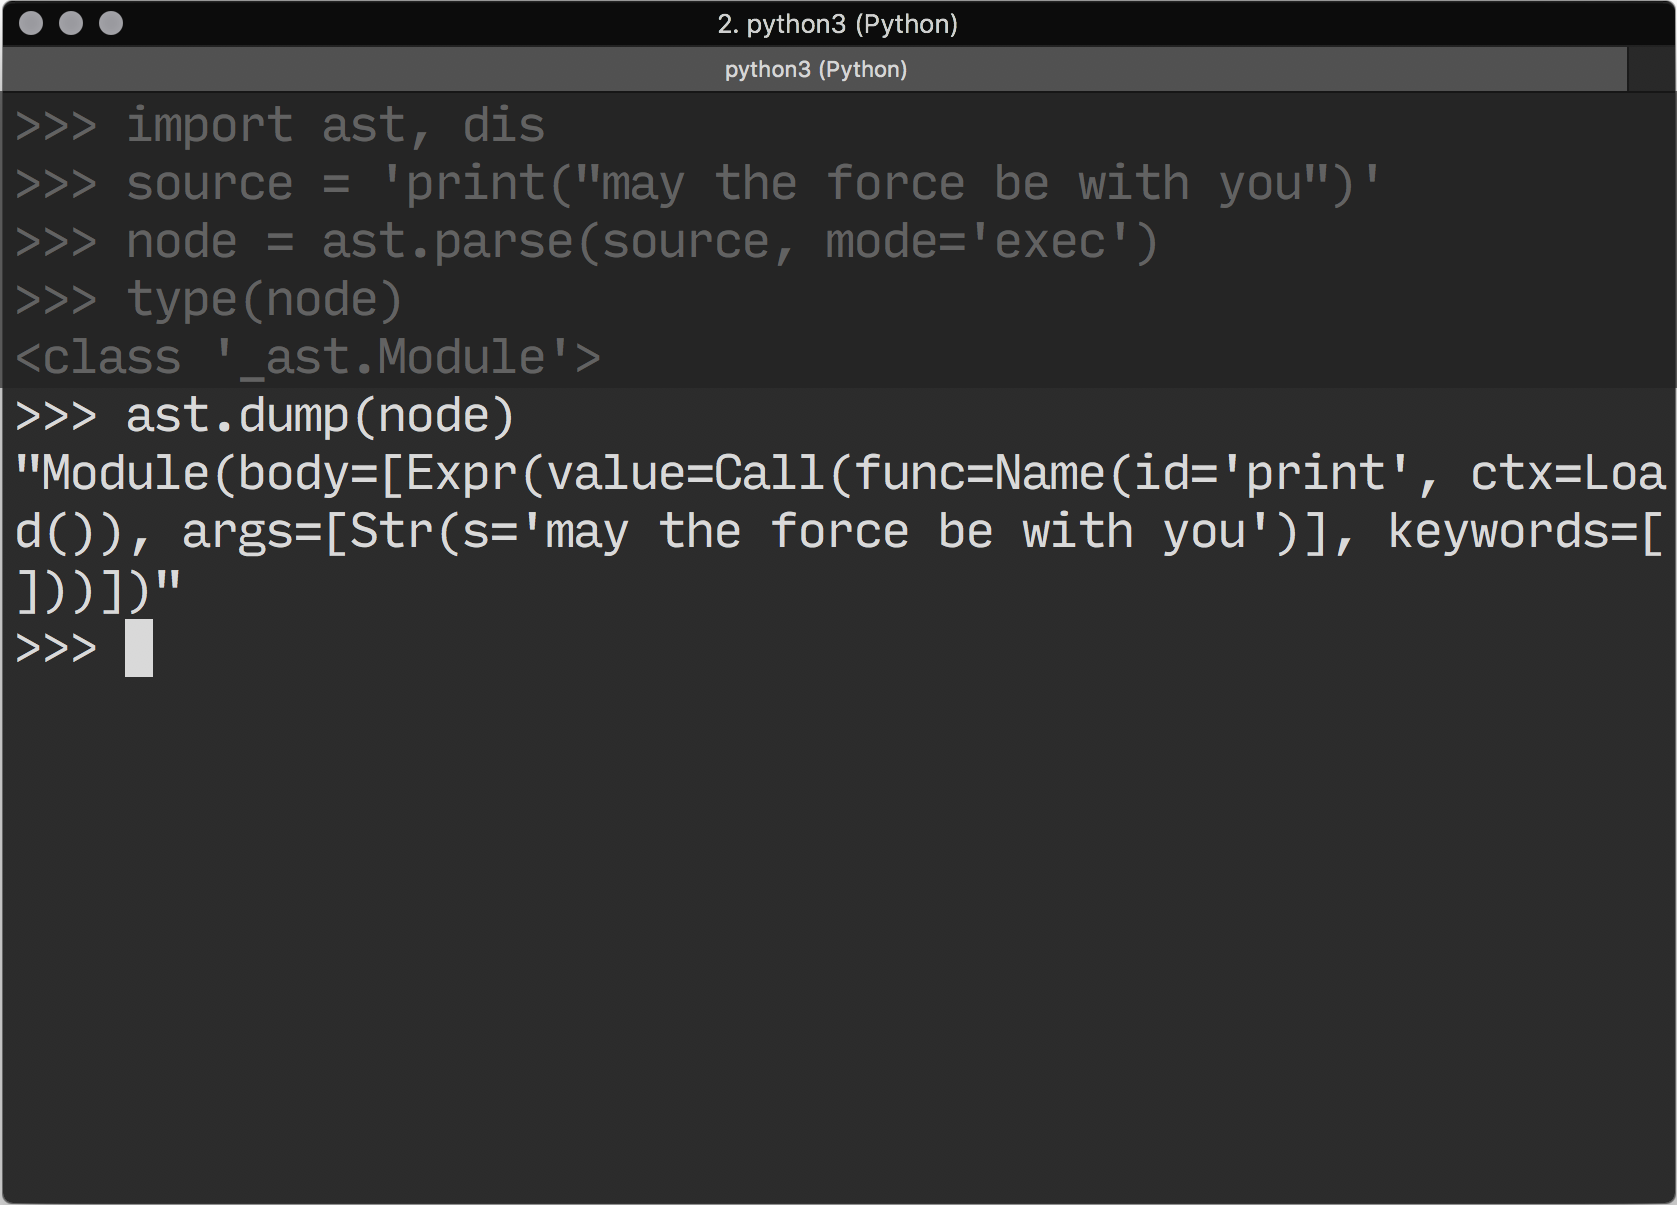 2. python3 (Python)
python3 (Python)
>>> import ast, dis
>>> source = 'print("may the force be with you")'
>>> node = ast.parse(source, mode='exec')
>>> type(node)
<class '_ast.Module'>
>>> ast.dump(node)
"Module(body=[Expr(value=Call(func=Name(id='print', ctx=Loa
d()), args=[Str(s='may the force be with you')], keywords=[
]))])"
>>>